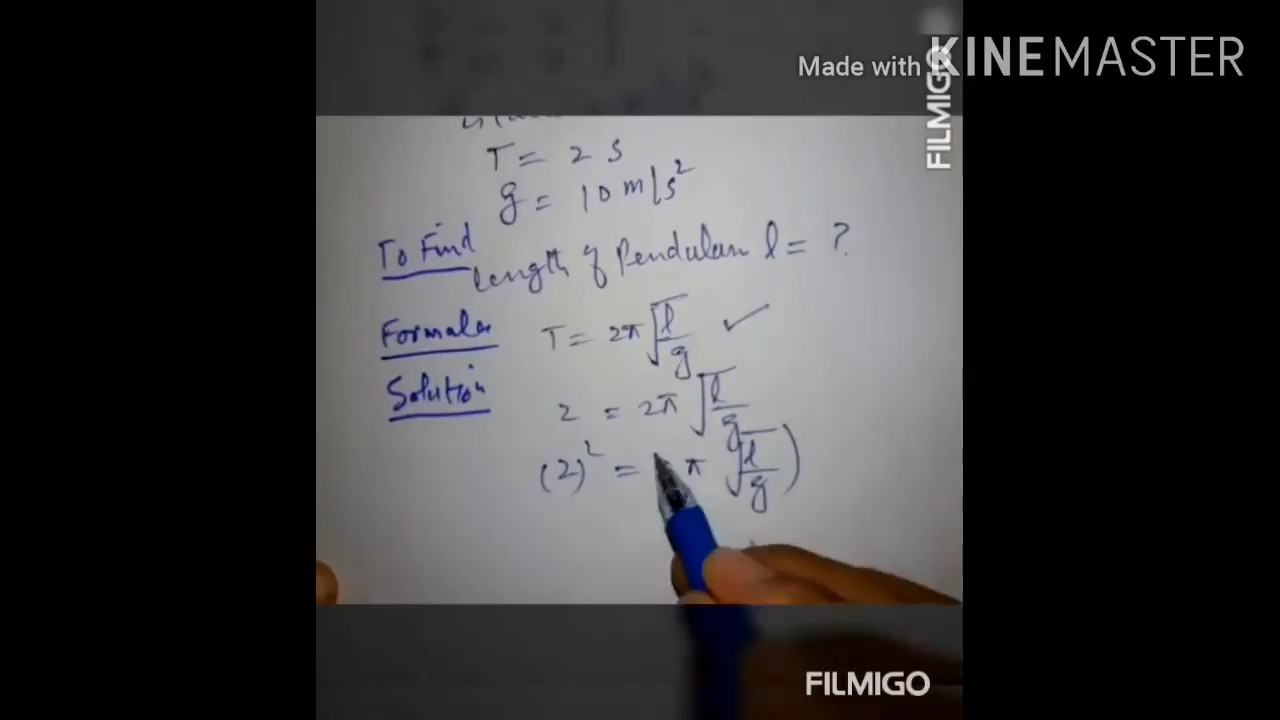 Made with KINEMASTER
FILMIGO
T = 2 S
g = 10 m/s²
To Find
length of Pendulam l = ?
Formula T = 2π√l/g ✓
Solution
2 = 2π√l/g
(2)² = π√l/g)
FILMIGO